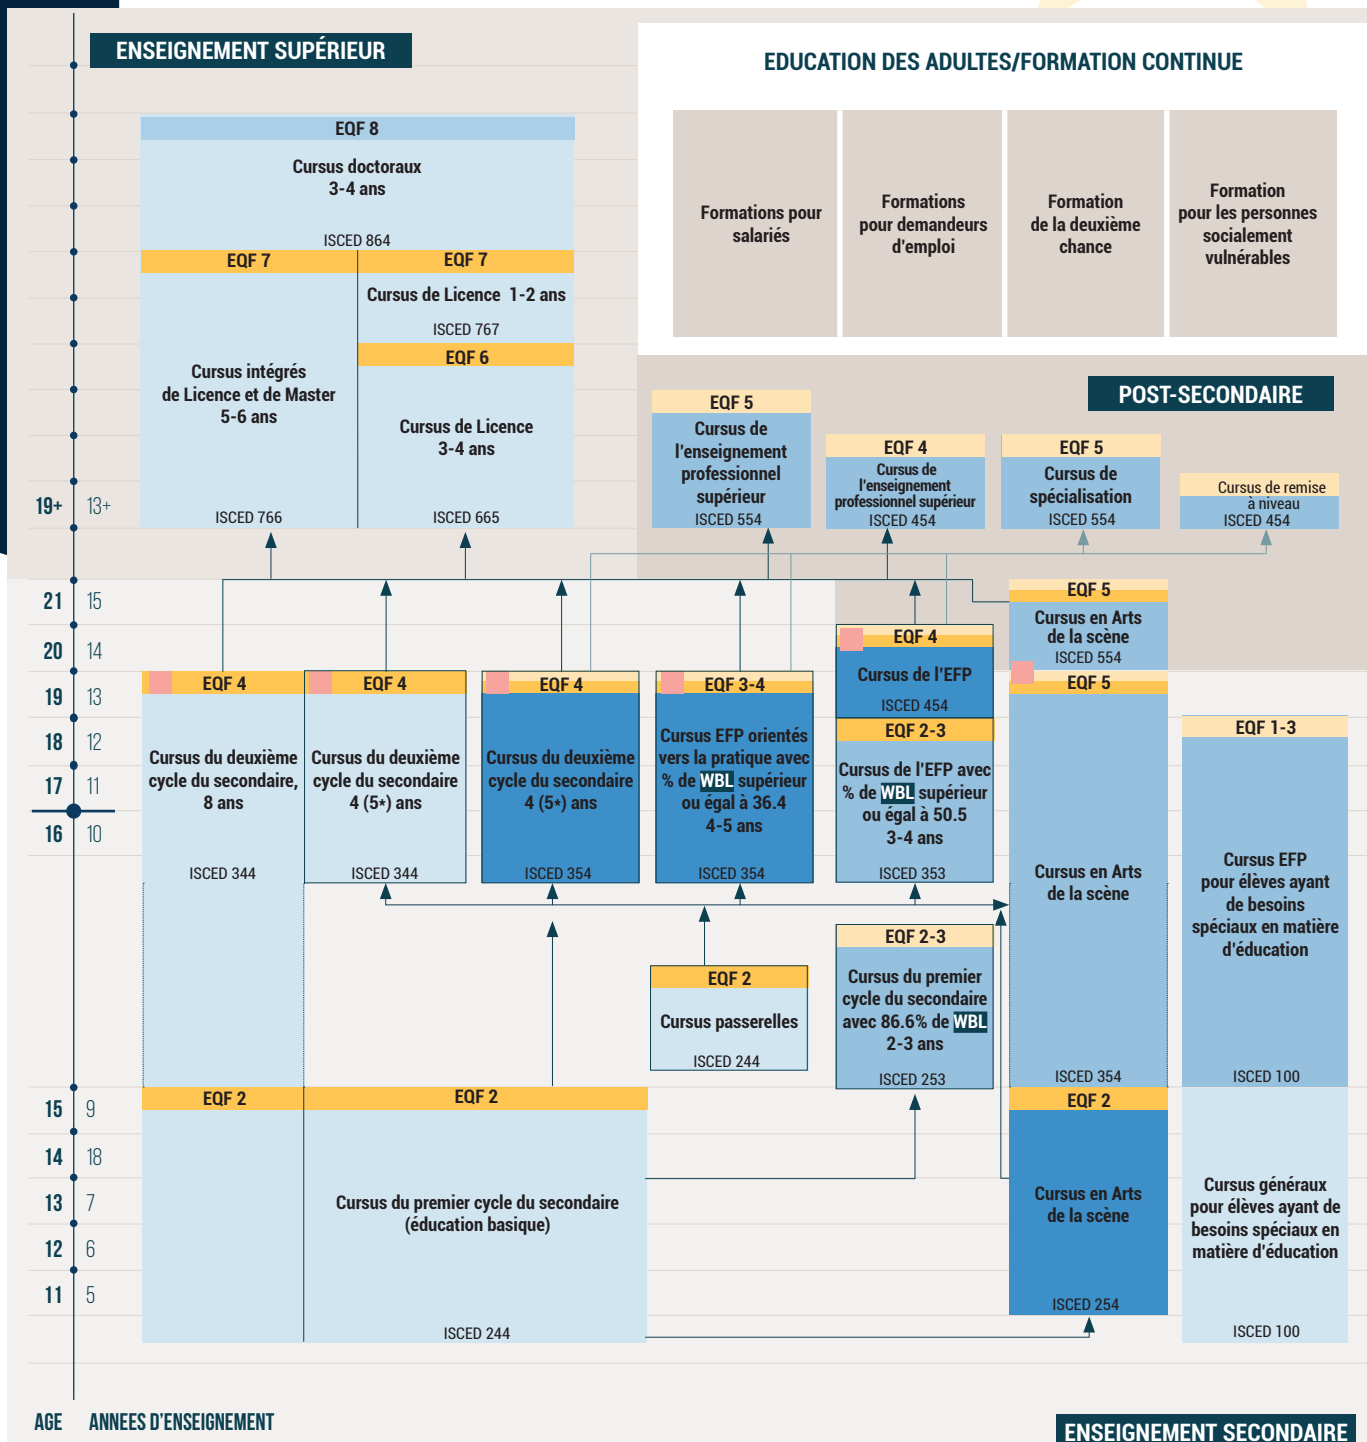 ENSEIGNEMENT SUPÉRIEUR
EDUCATION DES ADULTES/FORMATION CONTINUE
Formations pour
salariés
Formations
pour demandeurs
d'emploi
Formation
de la deuxième
chance
Formation
pour les personnes
socialement
vulnérables
EQF 8
Cursus doctoraux
3-4 ans
ISCED 864
EQF 7
Cursus intégrés
de Licence et de Master
5-6 ans
ISCED 766
EQF 7
Cursus de Licence 1-2 ans
ISCED 767
EQF 6
Cursus de Licence
3-4 ans
ISCED 665
POST-SECONDAIRE
EQF 5
Cursus de
l'enseignement
professionnel
supérieur
ISCED 554
EQF 4
Cursus de
l'enseignement
professionnel supérieur
ISCED 454
EQF 5
Cursus de
spécialisation
ISCED 554
Cursus de remise
à niveau
ISCED 454
19+ 13+
21 15
20 14
19 13
18 12
17 11
16 10
EQF 4
Cursus du deuxième
cycle du secondaire,
8 ans
ISCED 344
EQF 4
Cursus du deuxième
cycle du secondaire
4 (5*) ans
ISCED 344
EQF 4
Cursus du deuxième
cycle du secondaire
4 (5*) ans
ISCED 354
EQF 3-4
Cursus EFP orientés
vers la pratique avec
% de WBL supérieur
ou égal à 36.4
4-5 ans
ISCED 354
EQF 4
Cursus de l'EFP
ISCED 454
EQF 2-3
Cursus de l'EFP avec
% de WBL supérieur
ou égal à 50.5
3-4 ans
ISCED 353
EQF 5
Cursus en Arts
de la scène
ISCED 554
EQF 5
Cursus en Arts
de la scène
ISCED 354
EQF 1-3
Cursus EFP
pour élèves ayant
de besoins
spéciaux en matière
d'éducation
ISCED 100
EQF 2
Cursus passerelles
ISCED 244
EQF 2-3
Cursus du premier
cycle du secondaire
avec 86.6% de WBL
2-3 ans
ISCED 253
15 9
14 18
13 7
12 6
11 5
EQF 2
EQF 2
Cursus du premier cycle du secondaire
(éducation basique)
ISCED 244
EQF 2
Cursus en Arts
de la scène
ISCED 254
Cursus généraux
pour élèves ayant de
besoins spéciaux en
matière d'éducation
ISCED 100
AGE ANNEES D'ENSEIGNEMENT
ENSEIGNEMENT SECONDAIRE